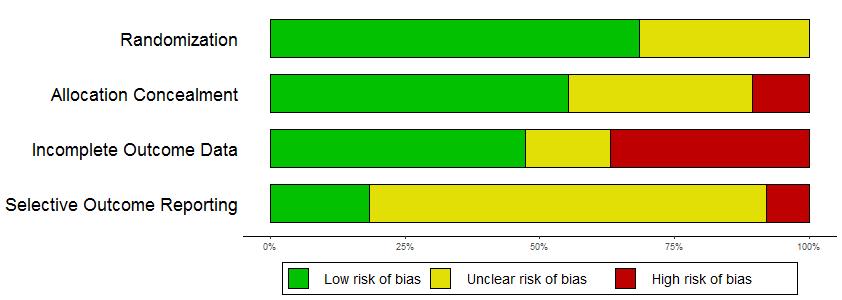 Randomization
Allocation Concealment
Incomplete Outcome Data
Selective Outcome Reporting
0% 25% 50% 75% 100%
Low risk of bias Unclear risk of bias High risk of bias